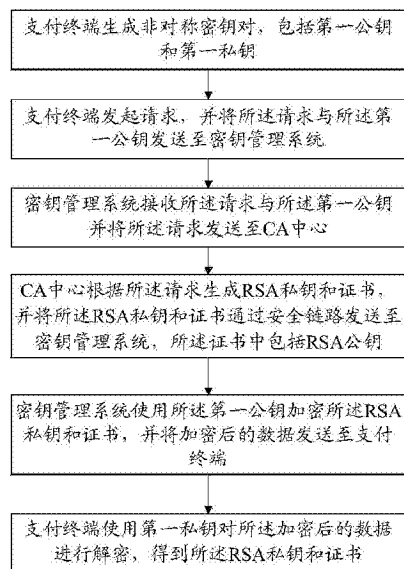 支付终端生成非对称密钥对，包括第一公钥
和第一私钥
支付终端发起请求，并将所述请求与所述第
一公钥发送至密钥管理系统
密钥管理系统接收所述请求与所述第一公钥
并将所述请求发送至CA中心
CA中心根据所述请求生成RSA私钥和证书，
并将所述RSA私钥和证书通过安全链路发送至
密钥管理系统，所述证书中包括RSA公钥
密钥管理系统使用所述第一公钥加密所述RSA
私钥和证书，并将加密后的数据发送至支付
终端
支付终端使用第一私钥对所述加密后的数据
进行解密，得到所述RSA私钥和证书